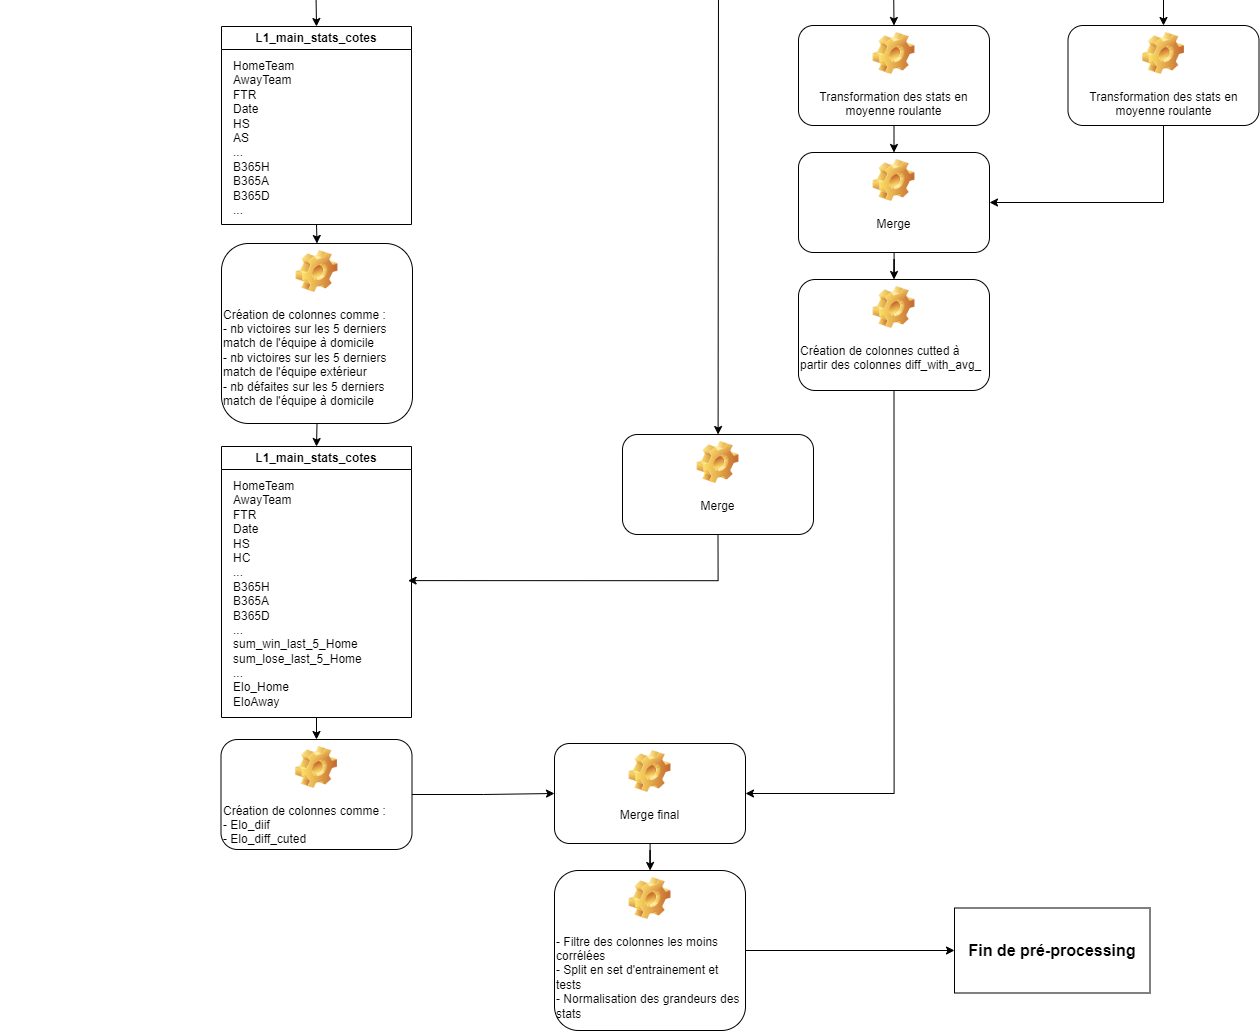 L1_main_stats_cotes
HomeTeam
AwayTeam
FTR
Date
HS
AS
...
B365H
B365A
B365D
...
Création de colonnes comme :
- nb victoires sur les 5 derniers
match de l'équipe à domicile
- nb victoires sur les 5 derniers
match de l'équipe extérieur
- nb défaites sur les 5 derniers
match de l'équipe à domicile
L1_main_stats_cotes
HomeTeam
AwayTeam
FTR
Date
HS
HC
...
B365H
B365A
B365D
...
sum_win_last_5_Home
sum_lose_last_5_Home
...
Elo_Home
EloAway
Création de colonnes comme :
- Elo_diif
- Elo_diff_cuted
Merge
Transformation des stats en
moyenne roulante
Transformation des stats en
moyenne roulante
Merge
Création de colonnes cutted à
partir des colonnes diff_with_avg_
Merge final
- Filtre des colonnes les moins
corrélées
- Split en set d'entrainement et
tests
- Normalisation des grandeurs des
stats
Fin de pré-processing